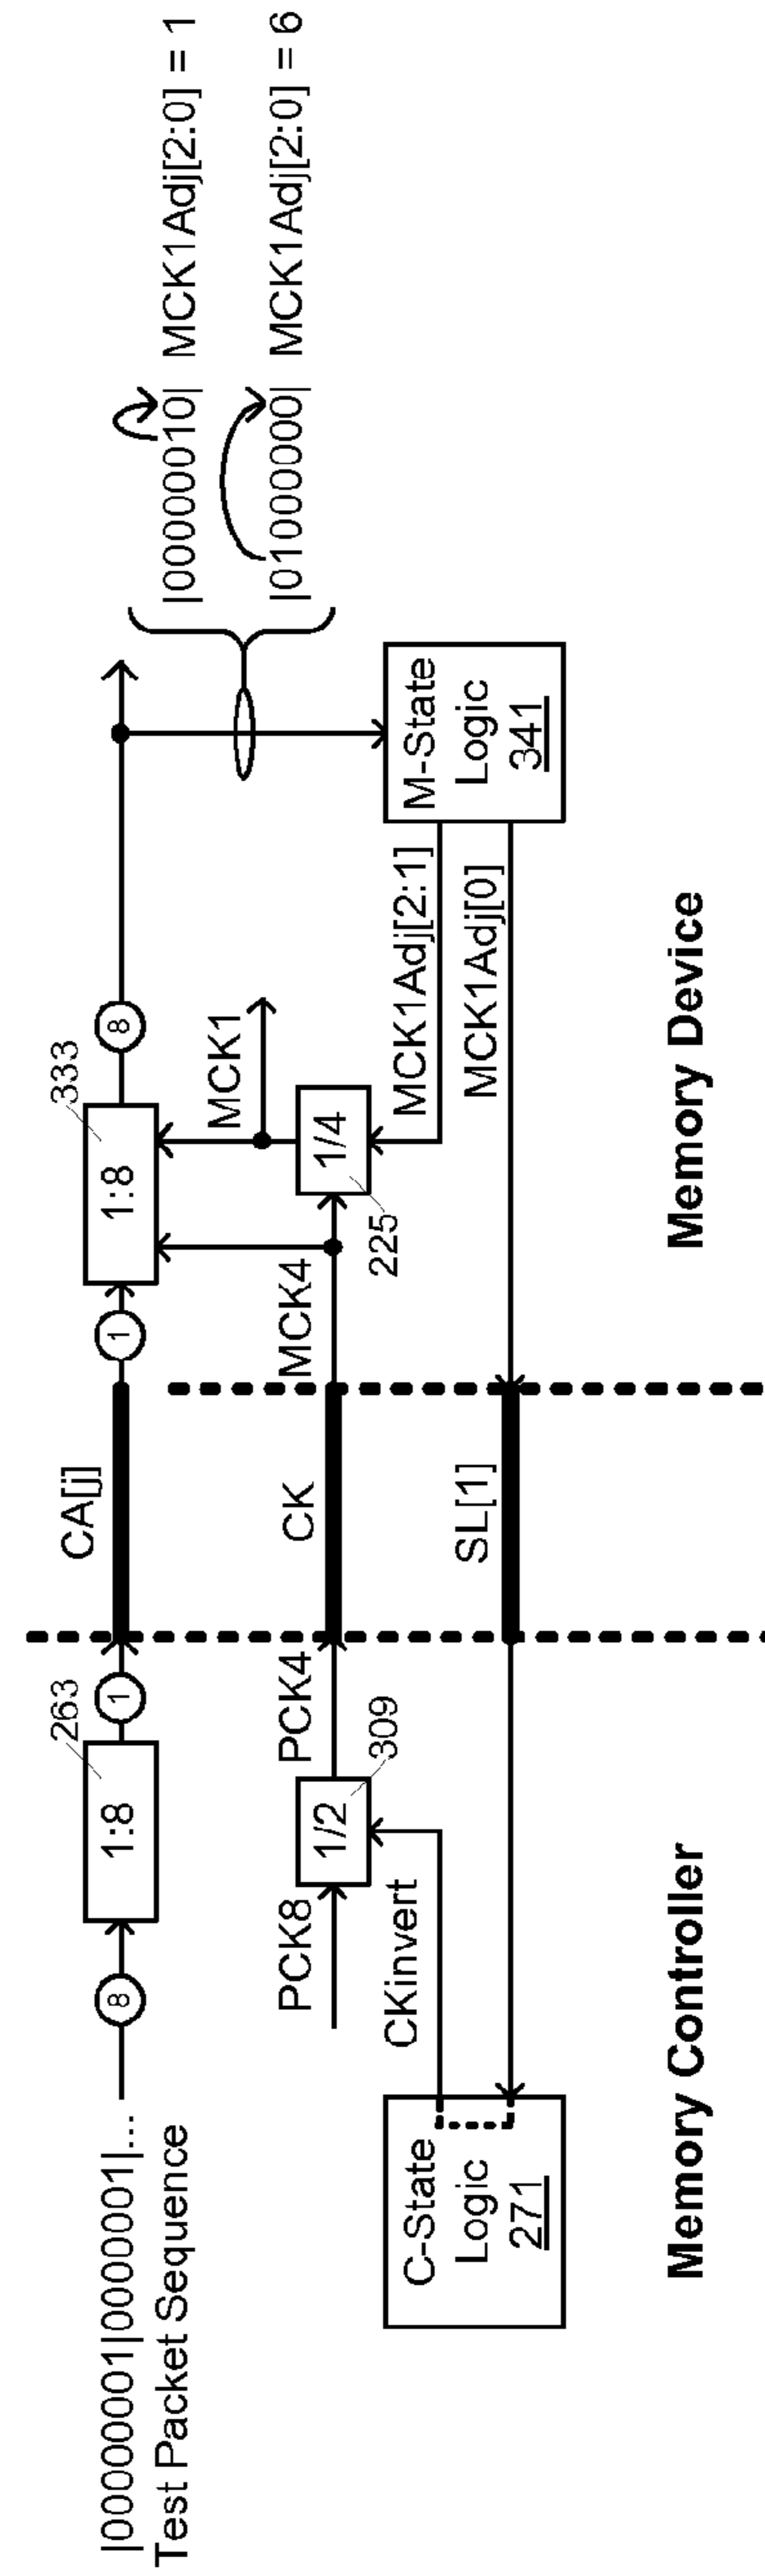 |00000001|00000001|...
Test Packet Sequence
8
1:8
263
1
CA[j]
1
1:8
333
8
|00000010| MCK1Adj[2:0] = 1
|01000000| MCK1Adj[2:0] = 6
PCK8
1/2
309
PCK4
CK
MCK4
1/4
225
MCK1
CKinvert
MCK1Adj[2:1]
C-State
Logic
271
SL[1]
MCK1Adj[0]
M-State
Logic
341
Memory Controller
Memory Device